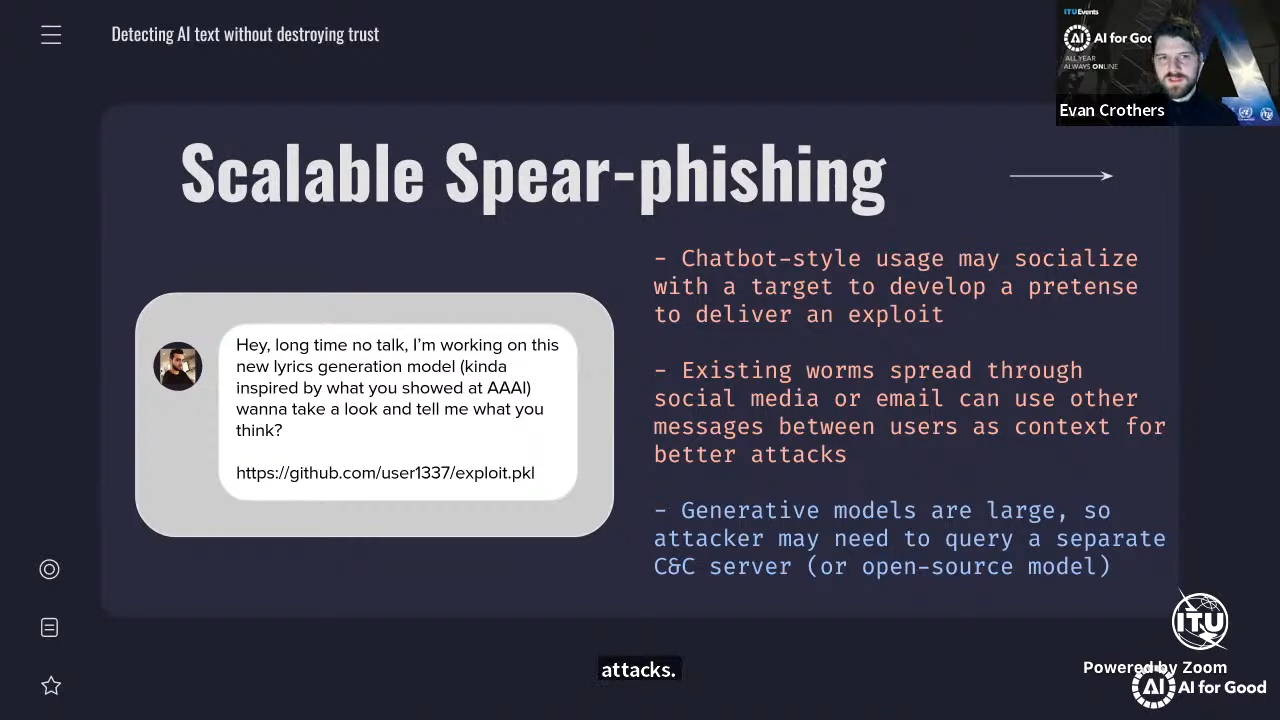 Detecting AI text without destroying trust
ITUEvents
AI for Goo
ALL YEAR
ALWAYS ONLINE
Evan Crothers
Scalable Spear-phishing
Hey, long time no talk, I'm working on this
new lyrics generation model (kinda
inspired by what you showed at AAAI)
wanna take a look and tell me what you
think?
https://github.com/user1337/exploit.pkl
- Chatbot-style usage may socialize
with a target to develop a pretense
to deliver an exploit
- Existing worms spread through
social media or email can use other
messages between users as context for
better attacks
- Generative models are large, so
attacker may need to query a separate
C&C server (or open-source model)
attacks.
ITU
Powered by Zoom
AI AI for Good